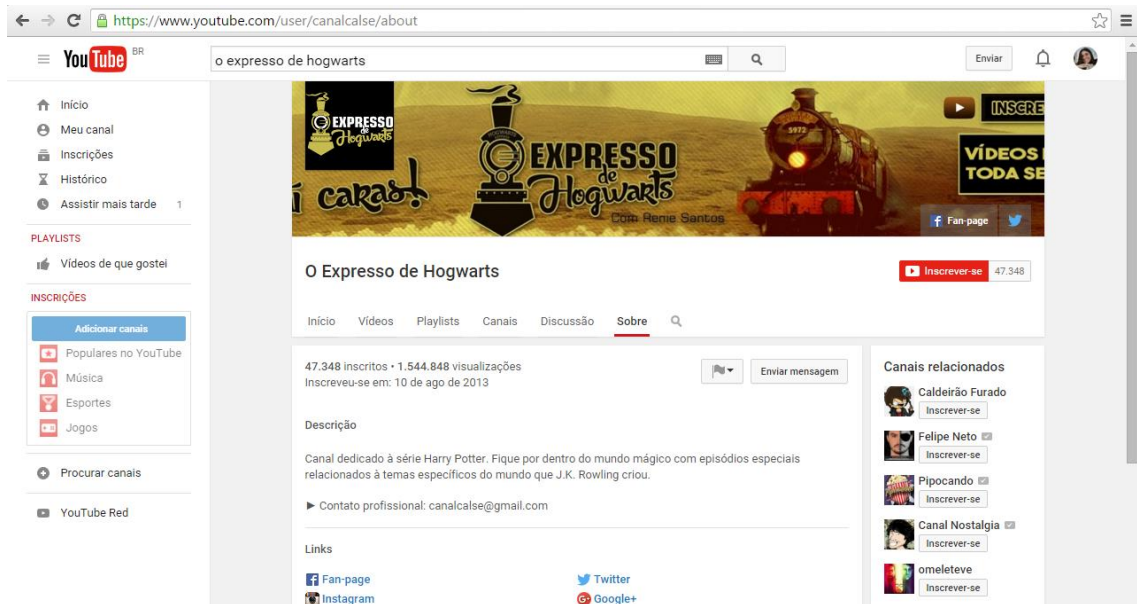 https://www.youtube.com/user/canalcalse/about
YouTube BR
o expresso de hogwarts
Enviar
Início
Meu canal
Inscrições
Histórico
Assistir mais tarde 1
PLAYLISTS
Vídeos de que gostei
INSCRIÇÕES
Adicionar canais
Populares no YouTube
Música
Esportes
Jogos
Procurar canais
YouTube Red
EXPRESSO
de
Hogwarts
í caras!
EXPRESSO
de
Hogwarts
Com Reme Santos
5972
INSCRE
VÍDEOS
TODA SE
Fan-page
O Expresso de Hogwarts
Inscrever-se 47.348
Início Vídeos Playlists Canais Discussão Sobre
47.348 inscritos • 1.544.848 visualizações
Inscreveu-se em: 10 de ago de 2013
Enviar mensagem
Descrição
Canal dedicado à série Harry Potter. Fique por dentro do mundo mágico com episódios especiais
relacionados à temas específicos do mundo que J.K. Rowling criou.
► Contato profissional: canalcalse@gmail.com
Links
Fan-page Twitter
Instagram Google+
Canais relacionados
Caldeirão Furado
Inscrever-se
Felipe Neto
Inscrever-se
Pipocando
Inscrever-se
Canal Nostalgia
Inscrever-se
omeleteve
Inscrever-se